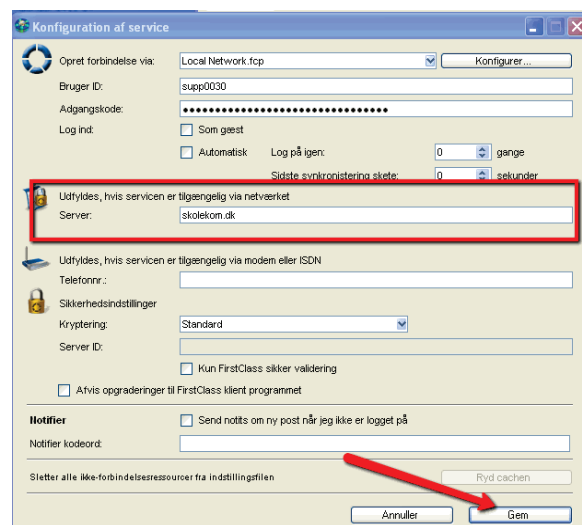 Konfiguration af service
Opret forbindelse via: Local Network.fcp Konfigurer...
Bruger ID: supp0030
Adgangskode: ••••••••••••••••••••••••••••••••
Log ind: Som gæst
Automatisk Log på igen: 0 gange
Sidste synkronistering skete: 0 sekunder
Udfyldes, hvis servicen er tilgængelig via netværket
Server: skolekom.dk
Udfyldes, hvis servicen er tilgængelig via modem eller ISDN
Telefonnr.:
Sikkerhedsindstillinger
Kryptering: Standard
Server ID:
Kun FirstClass sikker validering
Afvis opgraderinger til FirstClass klient programmet
Notifier Send notits om ny post når jeg ikke er logget på
Notifier kodeord:
Sletter alle ikke-forbindelsesressourcer fra indstillingsfilen Ryd cachen
Annuller Gem